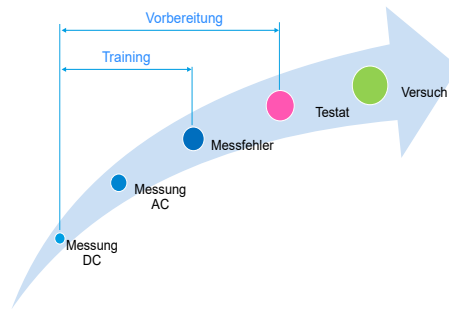 Vorbereitung
Training
Versuch
Testat
Messfehler
Messung
AC
Messung
DC